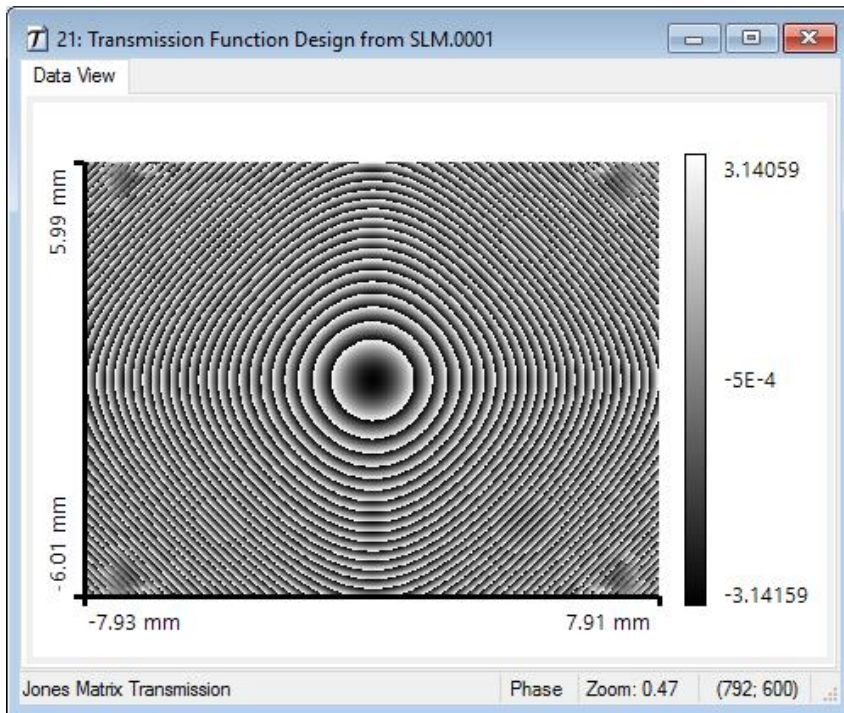 21: Transmission Function Design from SLM.0001
Data View
5.99 mm
-6.01 mm
-7.93 mm
7.91 mm
3.14059
-5E-4
-3.14159
Jones Matrix Transmission
Phase
Zoom: 0.47
(792; 600)